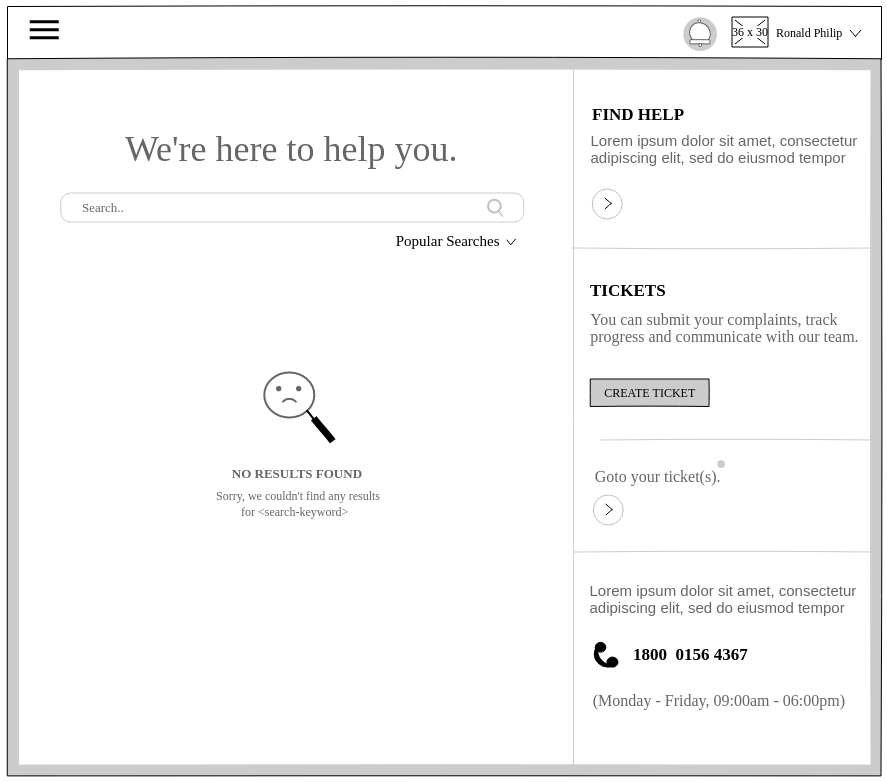 36 x 30
Ronald Philip
We're here to help you.
Search..
Popular Searches
NO RESULTS FOUND
Sorry, we couldn't find any results
for <search-keyword>
FIND HELP
Lorem ipsum dolor sit amet, consectetur
adipiscing elit, sed do eiusmod tempor
TICKETS
You can submit your complaints, track
progress and communicate with our team.
CREATE TICKET
Goto your ticket(s).
Lorem ipsum dolor sit amet, consectetur
adipiscing elit, sed do eiusmod tempor
1800  0156 4367
(Monday - Friday, 09:00am - 06:00pm)